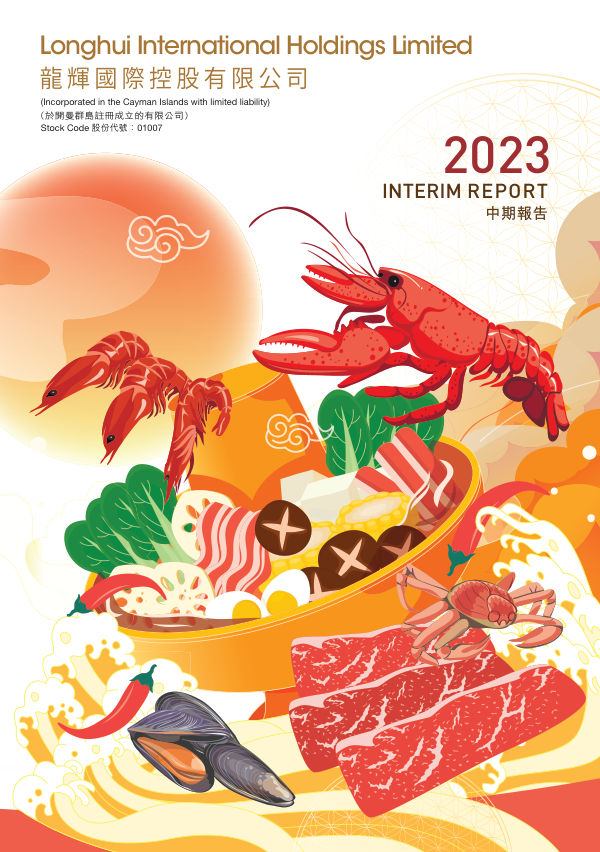 Longhui International Holdings Limited
龍輝國際控股有限公司
(Incorporated in the Cayman Islands with limited liability)
（於開曼群島註冊成立的有限公司）
Stock Code 股份代號：01007
2023
INTERIM REPORT
中期報告